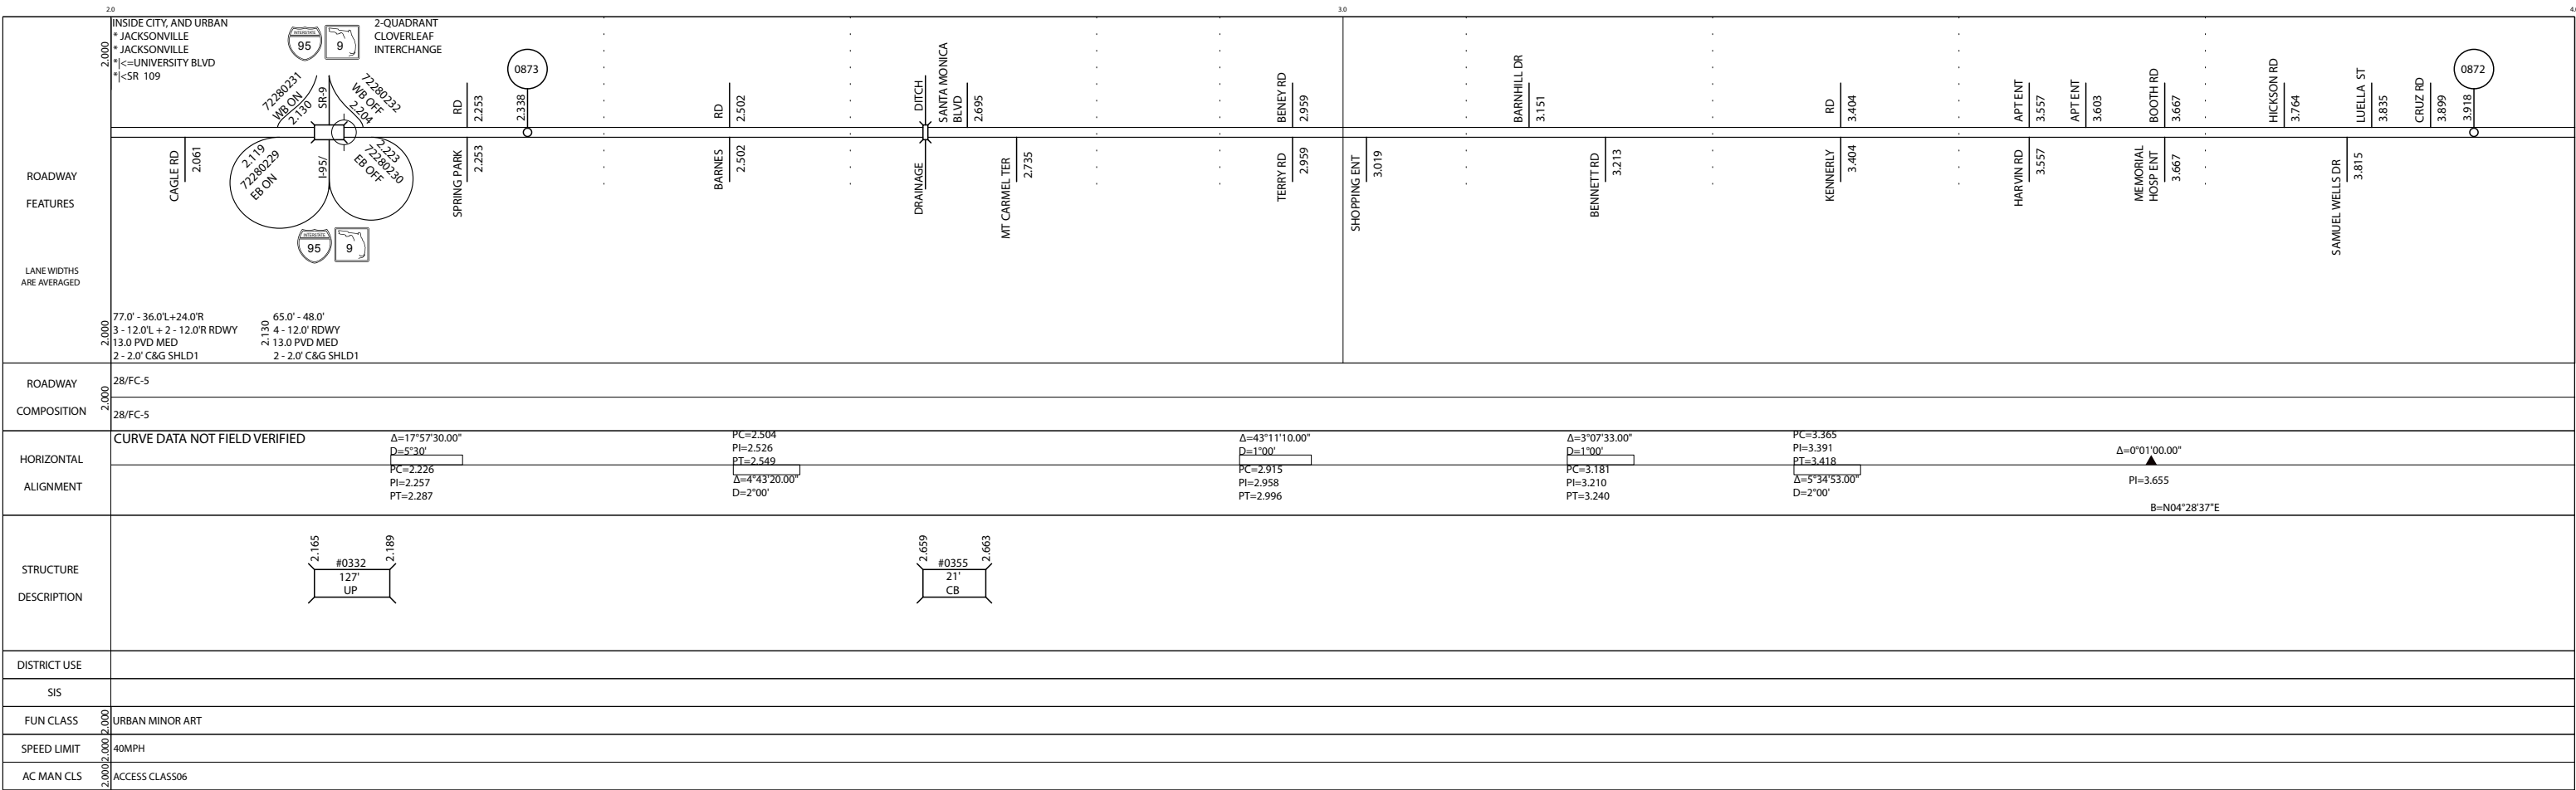 2.0
3.0
4.0
INSIDE CITY, AND URBAN
* JACKSONVILLE
* JACKSONVILLE
*|<=UNIVERSITY BLVD
*|<SR 109
2.000
INTERSTATE
95
9
2-QUADRANT
CLOVERLEAF
INTERCHANGE
72280231
WB ON
2.130
SR-9
72280232
WB OFF
2.204
RD
2.253
0873
2.338
RD
2.502
DITCH
SANTA MONICA
BLVD
2.695
BENEY RD
2.959
BARNHILL DR
3.151
RD
3.404
APT ENT
3.557
APT ENT
3.603
BOOTH RD
3.667
HICKSON RD
3.764
LUELLA ST
3.835
CRUZ RD
3.899
3.918
0872
ROADWAY
FEATURES
CAGLE RD
2.061
2.119
72280229
EB ON
I-95/
2.223
72280230
EB OFF
SPRING PARK
2.253
BARNES
2.502
DRAINAGE
MT CARMEL TER
2.735
TERRY RD
2.959
SHOPPING ENT
3.019
BENNETT RD
3.213
KENNERLY
3.404
HARVIN RD
3.557
MEMORIAL
HOSP ENT
3.667
SAMUEL WELLS DR
3.815
INTERSTATE
95
9
LANE WIDTHS
ARE AVERAGED
2.000
77.0' - 36.0'L+24.0'R
3 - 12.0'L + 2 - 12.0'R RDWY
13.0 PVD MED
2 - 2.0' C&G SHLD1
2.130
65.0' - 48.0'
4 - 12.0' RDWY
13.0 PVD MED
2 - 2.0' C&G SHLD1
ROADWAY
COMPOSITION
2.000
28/FC-5
28/FC-5
HORIZONTAL
ALIGNMENT
CURVE DATA NOT FIELD VERIFIED
Δ=17°57'30.00"
D=5°30'
PC=2.226
PI=2.257
PT=2.287
PC=2.504
PI=2.526
PT=2.549
Δ=4°43'20.00"
D=2°00'
Δ=43°11'10.00"
D=1°00'
PC=2.915
PI=2.958
PT=2.996
Δ=3°07'33.00"
D=1°00'
PC=3.181
PI=3.210
PT=3.240
PC=3.365
PI=3.391
PT=3.418
Δ=5°34'53.00"
D=2°00'
Δ=0°01'00.00"
PI=3.655
B=N04°28'37"E
STRUCTURE
DESCRIPTION
2.165
2.189
#0332
127'
UP
2.659
2.663
#0355
21'
CB
DISTRICT USE
SIS
FUN CLASS
2.000
URBAN MINOR ART
SPEED LIMIT
2.000
40MPH
AC MAN CLS
2.000
ACCESS CLASS06